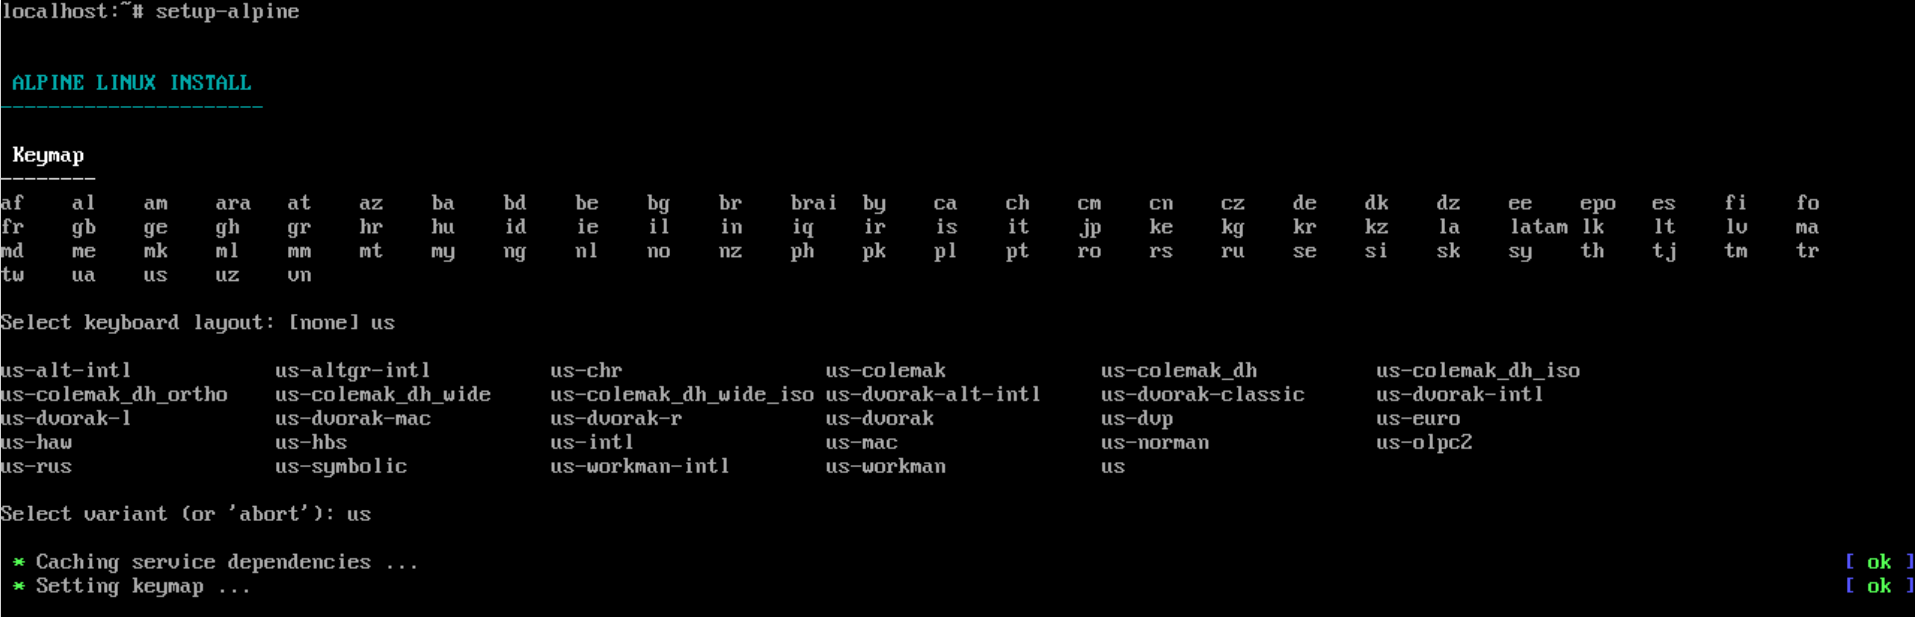 localhost:~# setup-alpine
ALPINE LINUX INSTALL
----------------------
Keymap
--------
af al am ara at az ba bd be bg br brai by ca ch cm cn cz de dk dz ee epo es fi fo
fr gb ge gh gr hr hu id ie il in iq ir is it jp ke kg kr kz la latam lk lt lv ma
md me mk ml mm mt my ng nl no nz ph pk pl pt ro rs ru se si sk sy th tj tm tr
tw ua us uz vn
Select keyboard layout: [none] us
us-alt-intl us-altgr-intl us-chr us-colemak us-colemak_dh us-colemak_dh_iso
us-colemak_dh_ortho us-colemak_dh_wide us-colemak_dh_wide_iso us-dvorak-alt-intl us-dvorak-classic us-dvorak-intl
us-dvorak-l us-dvorak-mac us-dvorak-r us-dvorak us-dvp us-euro
us-haw us-hbs us-intl us-mac us-norman us-olpc2
us-rus us-symbolic us-workman-intl us-workman us
Select variant (or 'abort'): us
* Caching service dependencies ... [ ok ]
* Setting keymap ... [ ok ]